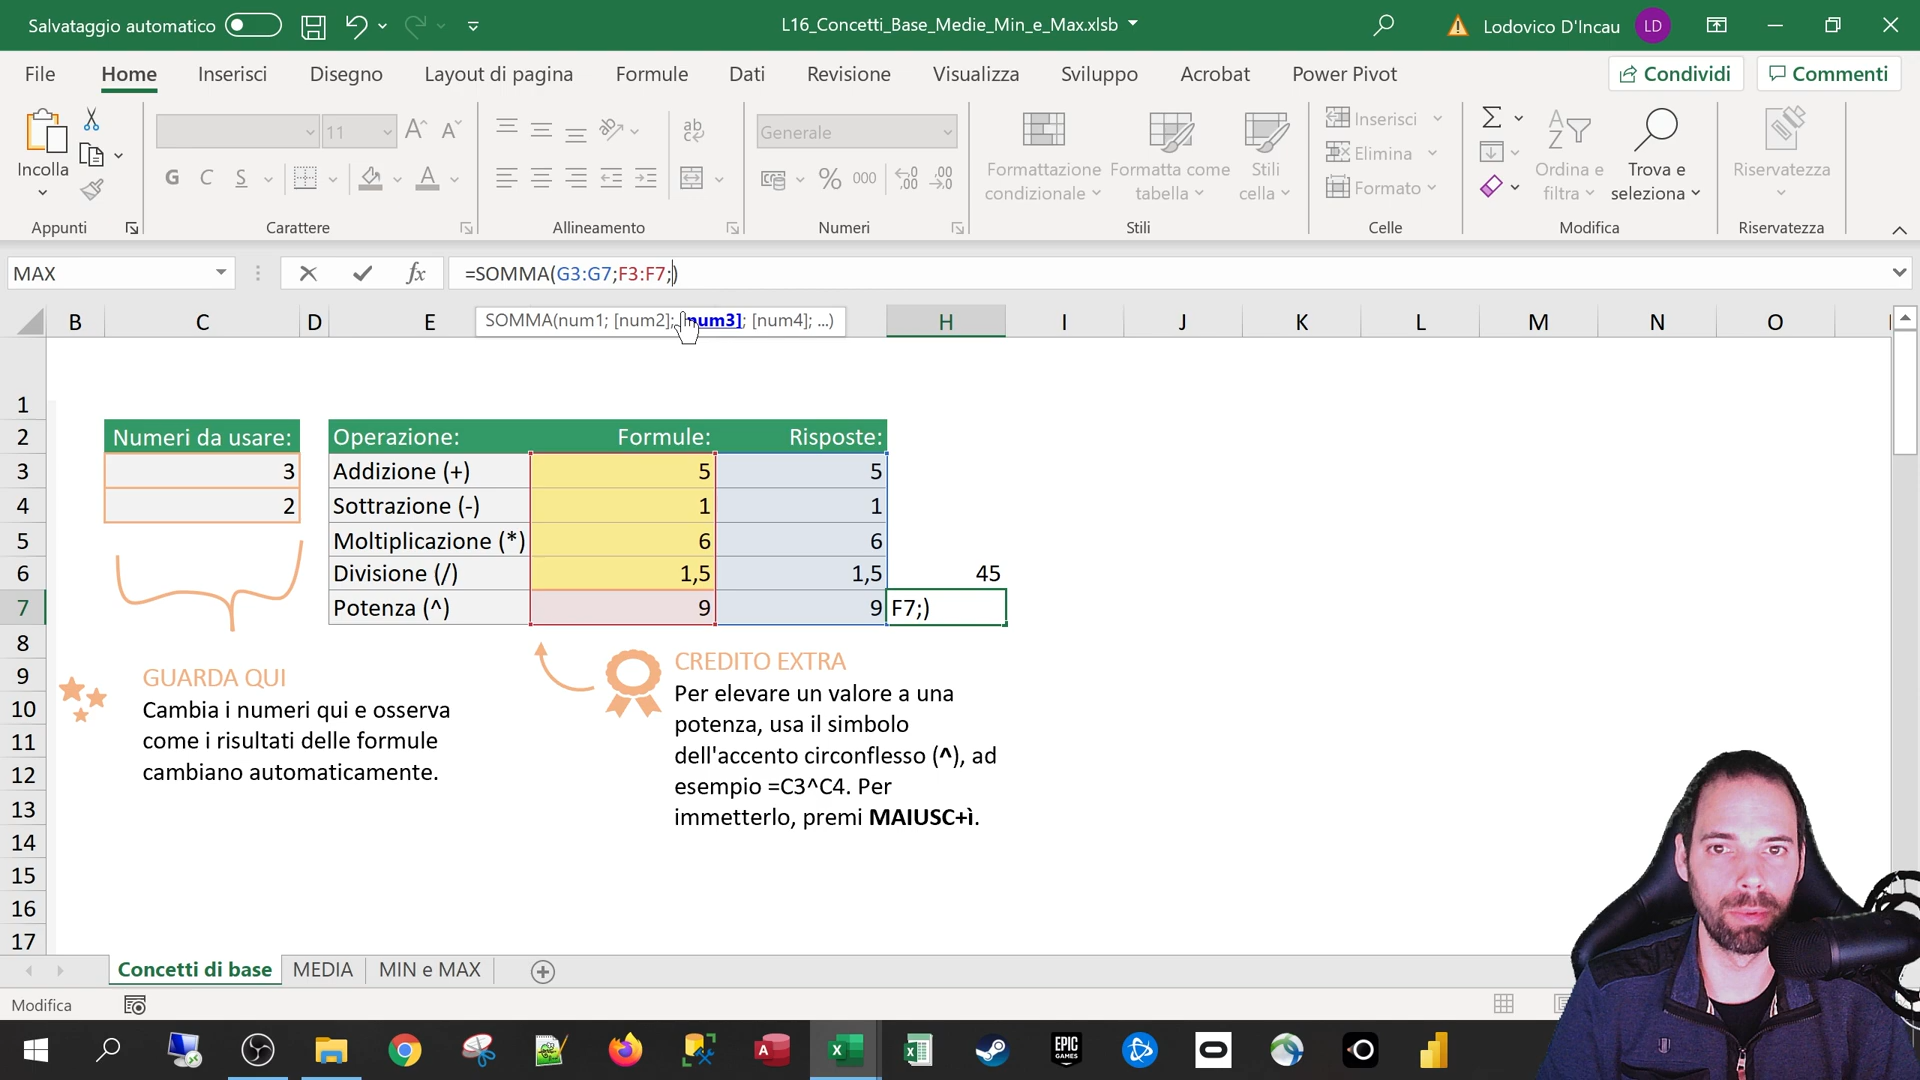 Salvataggio automatico
L16_Concetti_Base_Medie_Min_e_Max.xlsb
Lodovico D'Incau
LD
File
Home
Inserisci
Disegno
Layout di pagina
Formule
Dati
Revisione
Visualizza
Sviluppo
Acrobat
Power Pivot
Condividi
Commenti
Incolla
11
G C S
ab
Generale
% 000
Formattazione condizionale
Formatta come tabella
Stili cella
Inserisci
Elimina
Formato
Ordina e filtra
Trova e seleziona
Riservatezza
Appunti
Carattere
Allineamento
Numeri
Stili
Celle
Modifica
Riservatezza
MAX
fx
=SOMMA(G3:G7;F3:F7;)
SOMMA(num1; [num2]; [num3]; [num4]; ...)
B C D E H I J K L M N O
1
2 Numeri da usare: Operazione: Formule: Risposte:
3 3 Addizione (+) 5 5
4 2 Sottrazione (-) 1 1
5 Moltiplicazione (*) 6 6
6 Divisione (/) 1,5 1,5 45
7 Potenza (^) 9 9 F7;)
8
9
10
11
12
13
14
15
16
17
GUARDA QUI
Cambia i numeri qui e osserva
come i risultati delle formule
cambiano automaticamente.
CREDITO EXTRA
Per elevare un valore a una
potenza, usa il simbolo
dell'accento circonflesso (^), ad
esempio =C3^C4. Per
immetterlo, premi MAIUSC+ì.
Concetti di base
MEDIA
MIN e MAX
Modifica
EPIC
GAMES